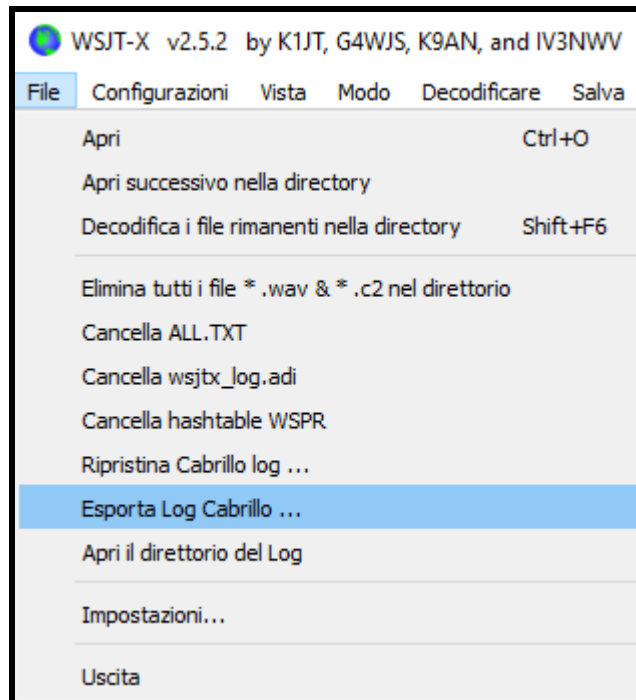 WSJT-X v2.5.2 by K1JT, G4WJS, K9AN, and IV3NWV
File Configurazioni Vista Modo Decodificare Salva
Apri Ctrl+O
Apri successivo nella directory
Decodifica i file rimanenti nella directory Shift+F6
Elimina tutti i file * .wav & * .c2 nel direttorio
Cancella ALL.TXT
Cancella wsjtx_log.adi
Cancella hashtable WSPR
Ripristina Cabrillo log ...
Esporta Log Cabrillo ...
Apri il direttorio del Log
Impostazioni...
Uscita